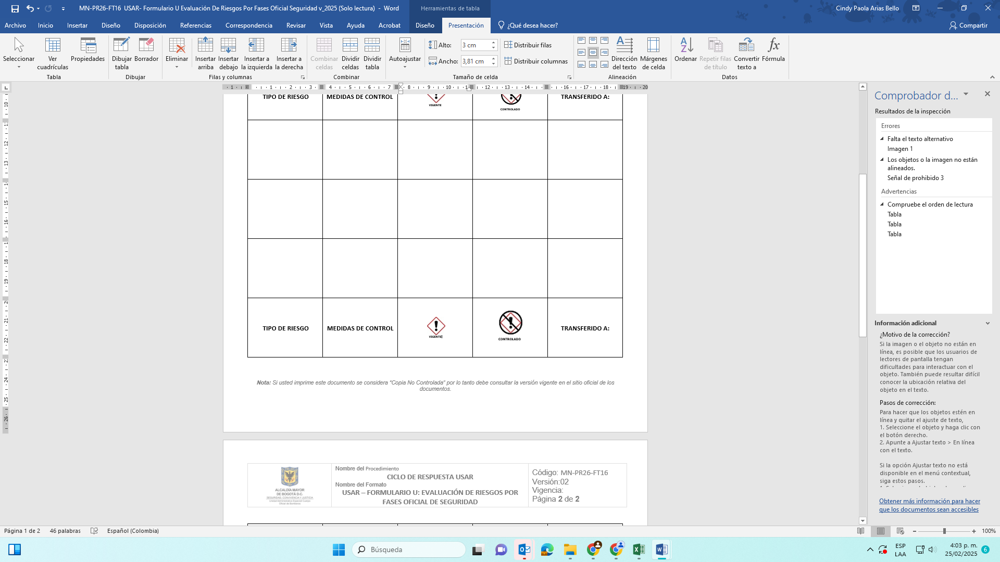 MN-PR26-FT16  USAR- Formulario U Evaluación De Riesgos Por Fases Oficial Seguridad v_2025 (Solo lectura)  -  Word
Herramientas de tabla
Cindy Paola Arias Bello
Archivo
Inicio
Insertar
Diseño
Disposición
Referencias
Correspondencia
Revisar
Vista
Ayuda
Acrobat
Diseño
Presentación
¿Qué desea hacer?
Compartir
Seleccionar
Ver
cuadrículas
Propiedades
Tabla
Dibujar
tabla
Borrador
Dibujar
Eliminar
Insertar
arriba
Insertar
debajo
Insertar a
la izquierda
Insertar a
la derecha
Filas y columnas
Combinar
celdas
Dividir
celdas
Dividir
tabla
Combinar
Autoajustar
Alto:
3 cm
Ancho:
3,81 cm
Distribuir filas
Distribuir columnas
Tamaño de celda
Dirección
del texto
Márgenes
de celda
Alineación
Ordenar
Repetir filas
de título
Convertir
texto a
Fórmula
Datos
TIPO DE RIESGO
MEDIDAS DE CONTROL
VIGENTE
CONTROLADO
TRANSFERIDO A:
TIPO DE RIESGO
MEDIDAS DE CONTROL
VIGENTE
CONTROLADO
TRANSFERIDO A:
Nota: Si usted imprime este documento se considera “Copia No Controlada” por lo tanto debe consultar la versión vigente en el sitio oficial de los
documentos.
ALCALDÍA MAYOR
DE BOGOTÁ D.C.
SEGURIDAD, CONVIVENCIA Y JUSTICIA
Unidad Administrativa Especial Cuerpo
Oficial de Bomberos
Nombre del Procedimiento
CICLO DE RESPUESTA USAR
Nombre del Formato
USAR – FORMULARIO U: EVALUACIÓN DE RIESGOS POR
FASES OFICIAL DE SEGURIDAD
Código: MN-PR26-FT16
Versión:02
Vigencia:
Página 2 de 2
Comprobador d...
Resultados de la inspección
Errores
Falta el texto alternativo
Imagen 1
Los objetos o la imagen no están
alineados.
Señal de prohibido 3
Advertencias
Compruebe el orden de lectura
Tabla
Tabla
Tabla
Información adicional
¿Motivo de la corrección?
Si la imagen o el objeto no están en
línea, es posible que los usuarios de
lectores de pantalla tengan
dificultades para interactuar con el
objeto. También puede resultar difícil
conocer la ubicación relativa del
objeto en el texto.
Pasos de corrección:
Para hacer que los objetos estén en
línea y quitar el ajuste de texto,
1. Seleccione el objeto y haga clic con
el botón derecho.
2. Apunte a Ajustar texto > En línea
con el texto.
Si la opción Ajustar texto no está
disponible en el menú contextual,
siga estos pasos.
Obtener más información para hacer
que los documentos sean accesibles
Página 1 de 2
46 palabras
Español (Colombia)
100%
Búsqueda
ESP
LAA
4:03 p. m.
25/02/2025
6